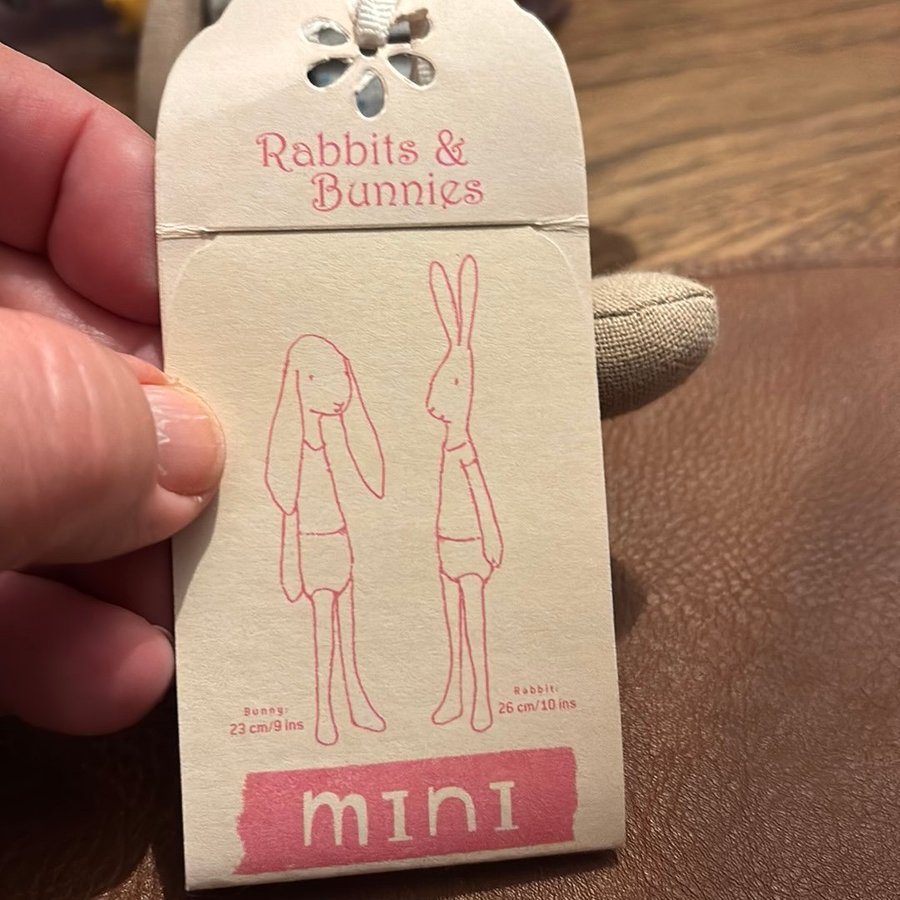 Rabbits &
Bunnies
Bunny:
23 cm/9 ins
Rabbit:
26 cm/10 ins
mini